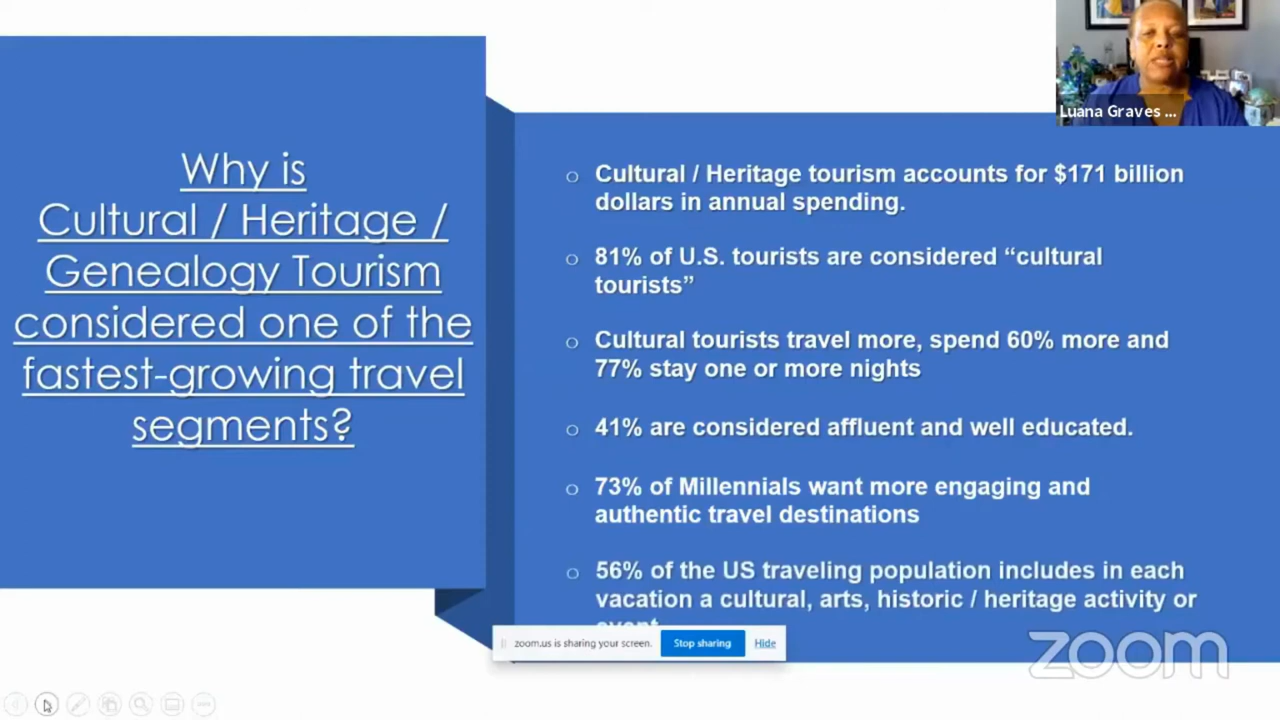 Why is
Cultural / Heritage /
Genealogy Tourism
considered one of the
fastest-growing travel
segments?
Luana Graves ...
Cultural / Heritage tourism accounts for $171 billion
dollars in annual spending.
81% of U.S. tourists are considered “cultural
tourists”
Cultural tourists travel more, spend 60% more and
77% stay one or more nights
41% are considered affluent and well educated.
73% of Millennials want more engaging and
authentic travel destinations
56% of the US traveling population includes in each
vacation a cultural, arts, historic / heritage activity or
zoom.us is sharing your screen. Stop sharing Hide
zoom